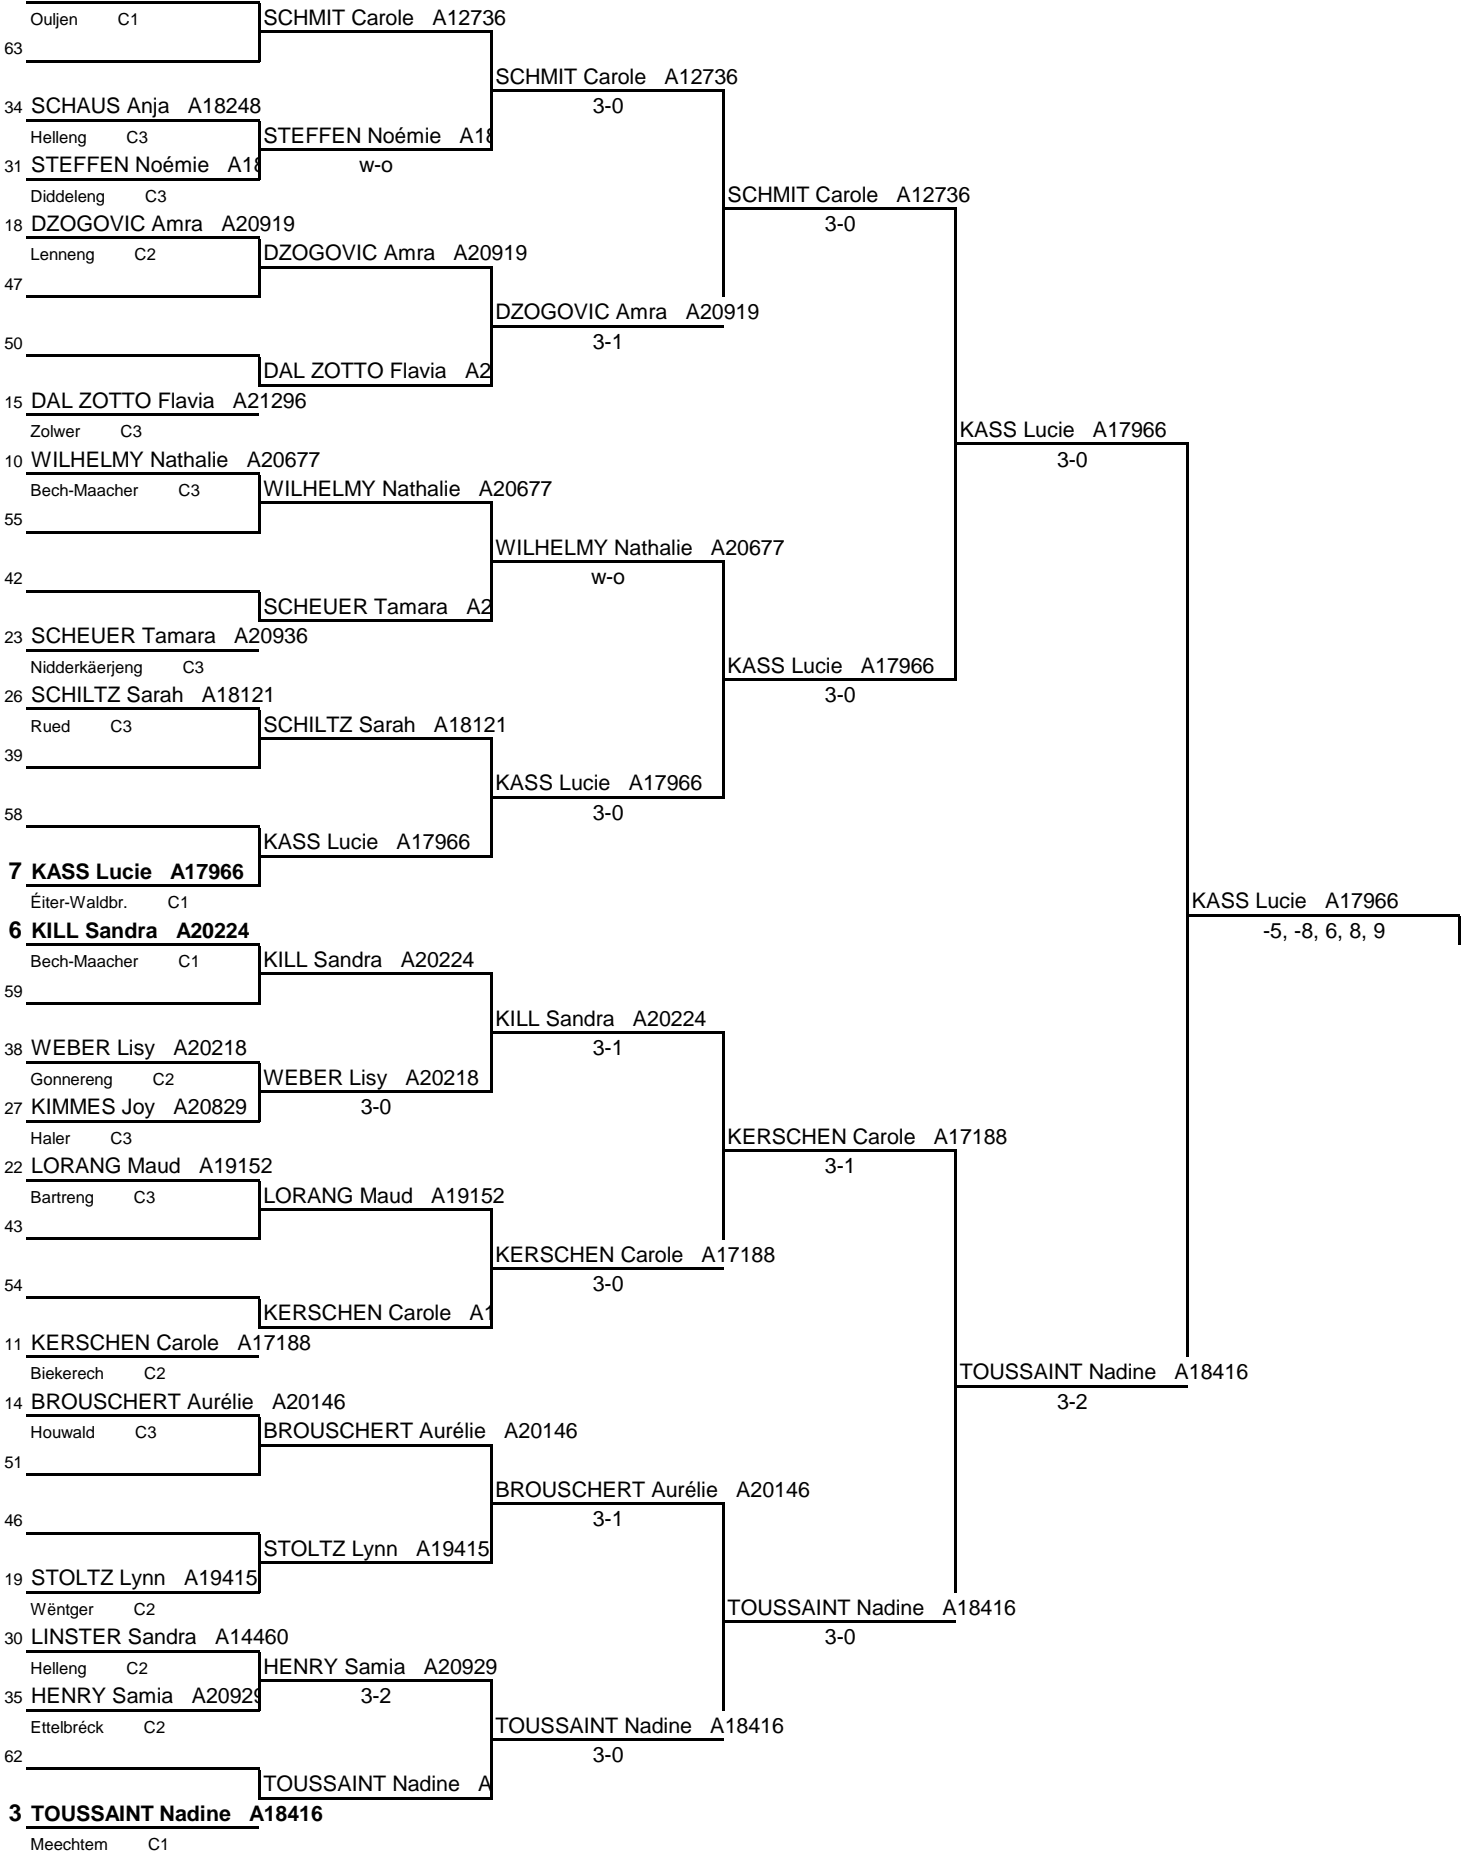 Ouljen C1
SCHMIT Carole A12736
63
SCHMIT Carole A12736
3-0
34 SCHAUS Anja A18248
Helleng C3
STEFFEN Noémie A18
31 STEFFEN Noémie A18
w-o
Diddeleng C3
SCHMIT Carole A12736
3-0
18 DZOGOVIC Amra A20919
Lenneng C2
DZOGOVIC Amra A20919
47
DZOGOVIC Amra A20919
3-1
50
DAL ZOTTO Flavia A2
15 DAL ZOTTO Flavia A21296
Zolwer C3
KASS Lucie A17966
3-0
10 WILHELMY Nathalie A20677
Bech-Maacher C3
WILHELMY Nathalie A20677
55
WILHELMY Nathalie A20677
w-o
42
SCHEUER Tamara A2
23 SCHEUER Tamara A20936
Nidderkäerjeng C3
KASS Lucie A17966
3-0
26 SCHILTZ Sarah A18121
Rued C3
SCHILTZ Sarah A18121
39
KASS Lucie A17966
3-0
58
KASS Lucie A17966
7 KASS Lucie A17966
Éiter-Waldbr. C1
KASS Lucie A17966
-5, -8, 6, 8, 9
6 KILL Sandra A20224
Bech-Maacher C1
KILL Sandra A20224
59
KILL Sandra A20224
3-1
38 WEBER Lisy A20218
Gonnereng C2
WEBER Lisy A20218
27 KIMMES Joy A20829
3-0
Haler C3
KERSCHEN Carole A17188
3-1
22 LORANG Maud A19152
Bartreng C3
LORANG Maud A19152
43
KERSCHEN Carole A17188
3-0
54
KERSCHEN Carole A1
11 KERSCHEN Carole A17188
Biekerech C2
TOUSSAINT Nadine A18416
3-2
14 BROUSCHERT Aurélie A20146
Houwald C3
BROUSCHERT Aurélie A20146
51
BROUSCHERT Aurélie A20146
3-1
46
STOLTZ Lynn A19415
19 STOLTZ Lynn A19415
Wëntger C2
TOUSSAINT Nadine A18416
3-0
30 LINSTER Sandra A14460
Helleng C2
HENRY Samia A20929
35 HENRY Samia A20929
3-2
Ettelbréck C2
TOUSSAINT Nadine A18416
3-0
62
TOUSSAINT Nadine A
3 TOUSSAINT Nadine A18416
Meechtem C1